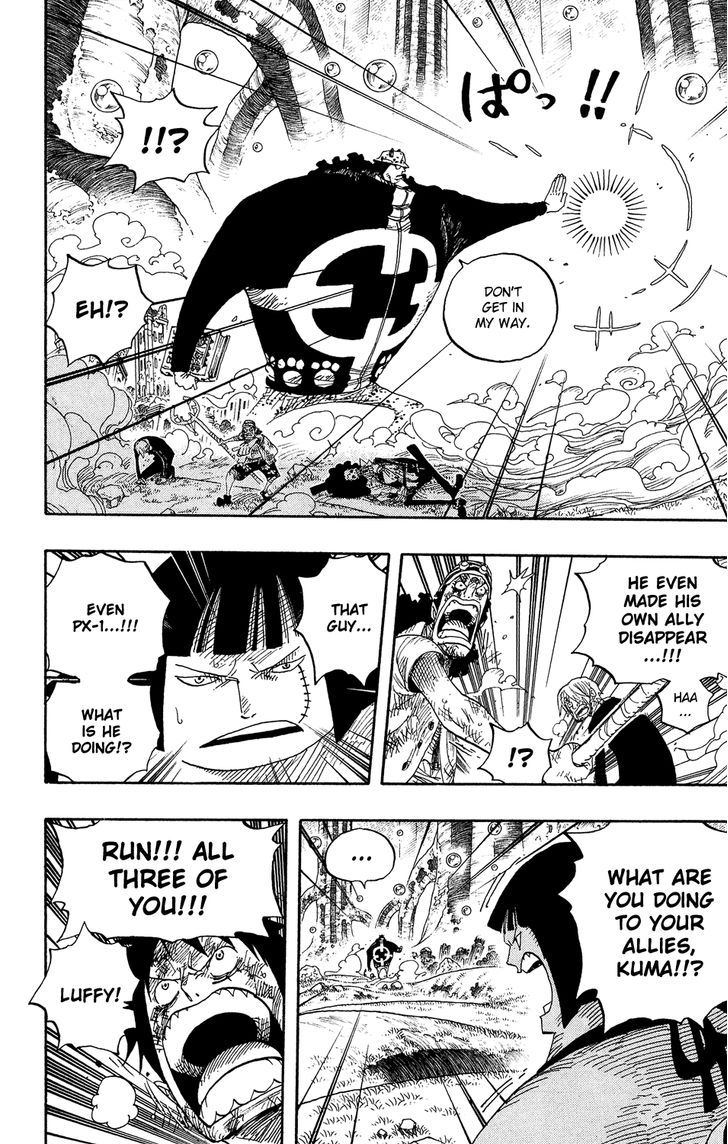 ぱっ!!
!!?
DON'T
GET IN
MY WAY.
EH!?
HE EVEN
MADE HIS
OWN ALLY
DISAPPEAR
...!!!
HAA
...
!?
THAT
GUY...
EVEN
PX-1...!!!
WHAT
IS HE
DOING!?
WHAT ARE
YOU DOING
TO YOUR
ALLIES,
KUMA!!?
...
RUN!!! ALL
THREE OF
YOU!!!
LUFFY!